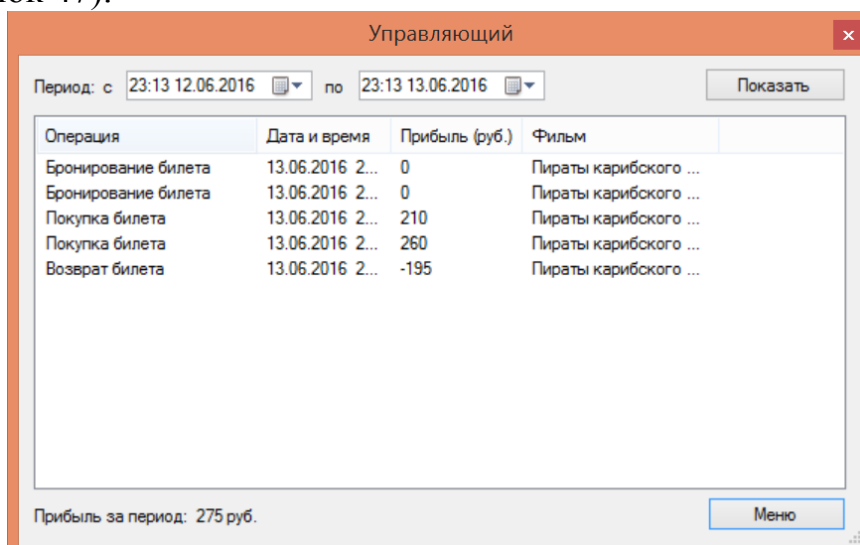 ок 47).
Управляющий
Период: с 23:13 12.06.2016 по 23:13 13.06.2016 Показать
Операция Дата и время Прибыль (руб.) Фильм
Бронирование билета 13.06.2016 2... 0 Пираты карибского ...
Бронирование билета 13.06.2016 2... 0 Пираты карибского ...
Покупка билета 13.06.2016 2... 210 Пираты карибского ...
Покупка билета 13.06.2016 2... 260 Пираты карибского ...
Возврат билета 13.06.2016 2... -195 Пираты карибского ...
Прибыль за период: 275 руб. Меню